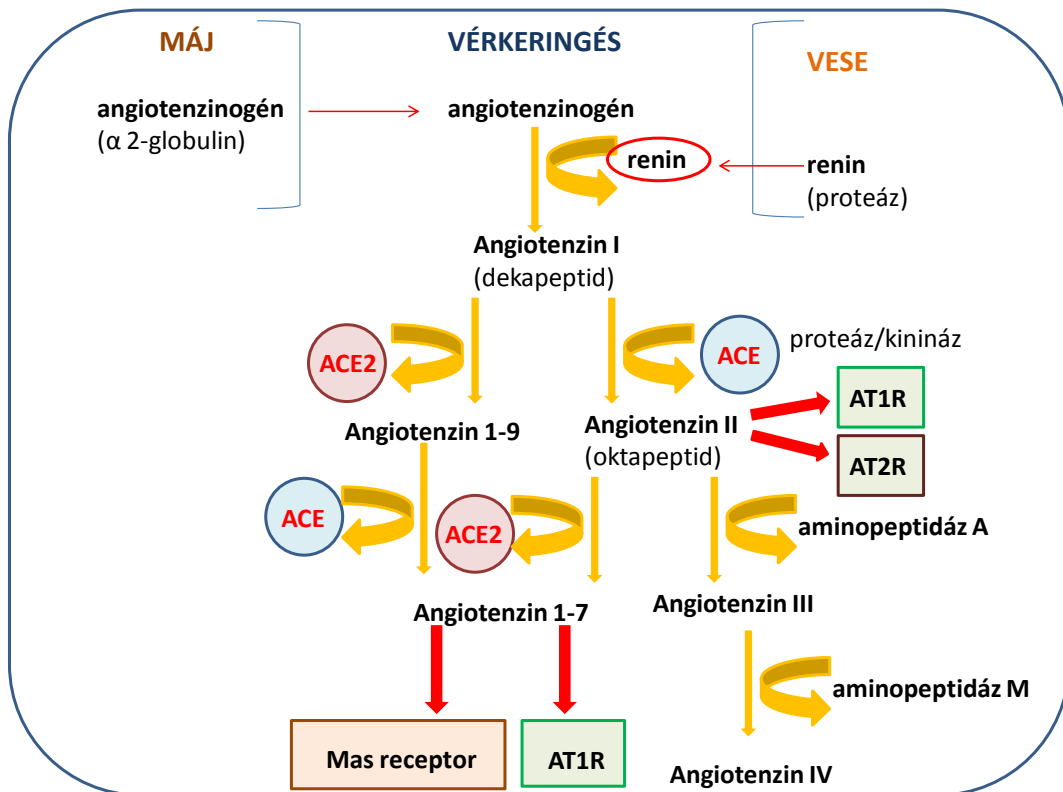 MÁJ
VÉRKERINGÉS
VESE
angiotenzinogén
(α 2-globulin)
angiotenzinogén
renin
renin
(proteáz)
Angiotenzin I
(dekapeptid)
ACE2
ACE
proteáz/kinináz
AT1R
AT2R
Angiotenzin 1-9
Angiotenzin II
(oktapeptid)
ACE
ACE2
aminopeptidáz A
Angiotenzin 1-7
Angiotenzin III
aminopeptidáz M
Mas receptor
AT1R
Angiotenzin IV